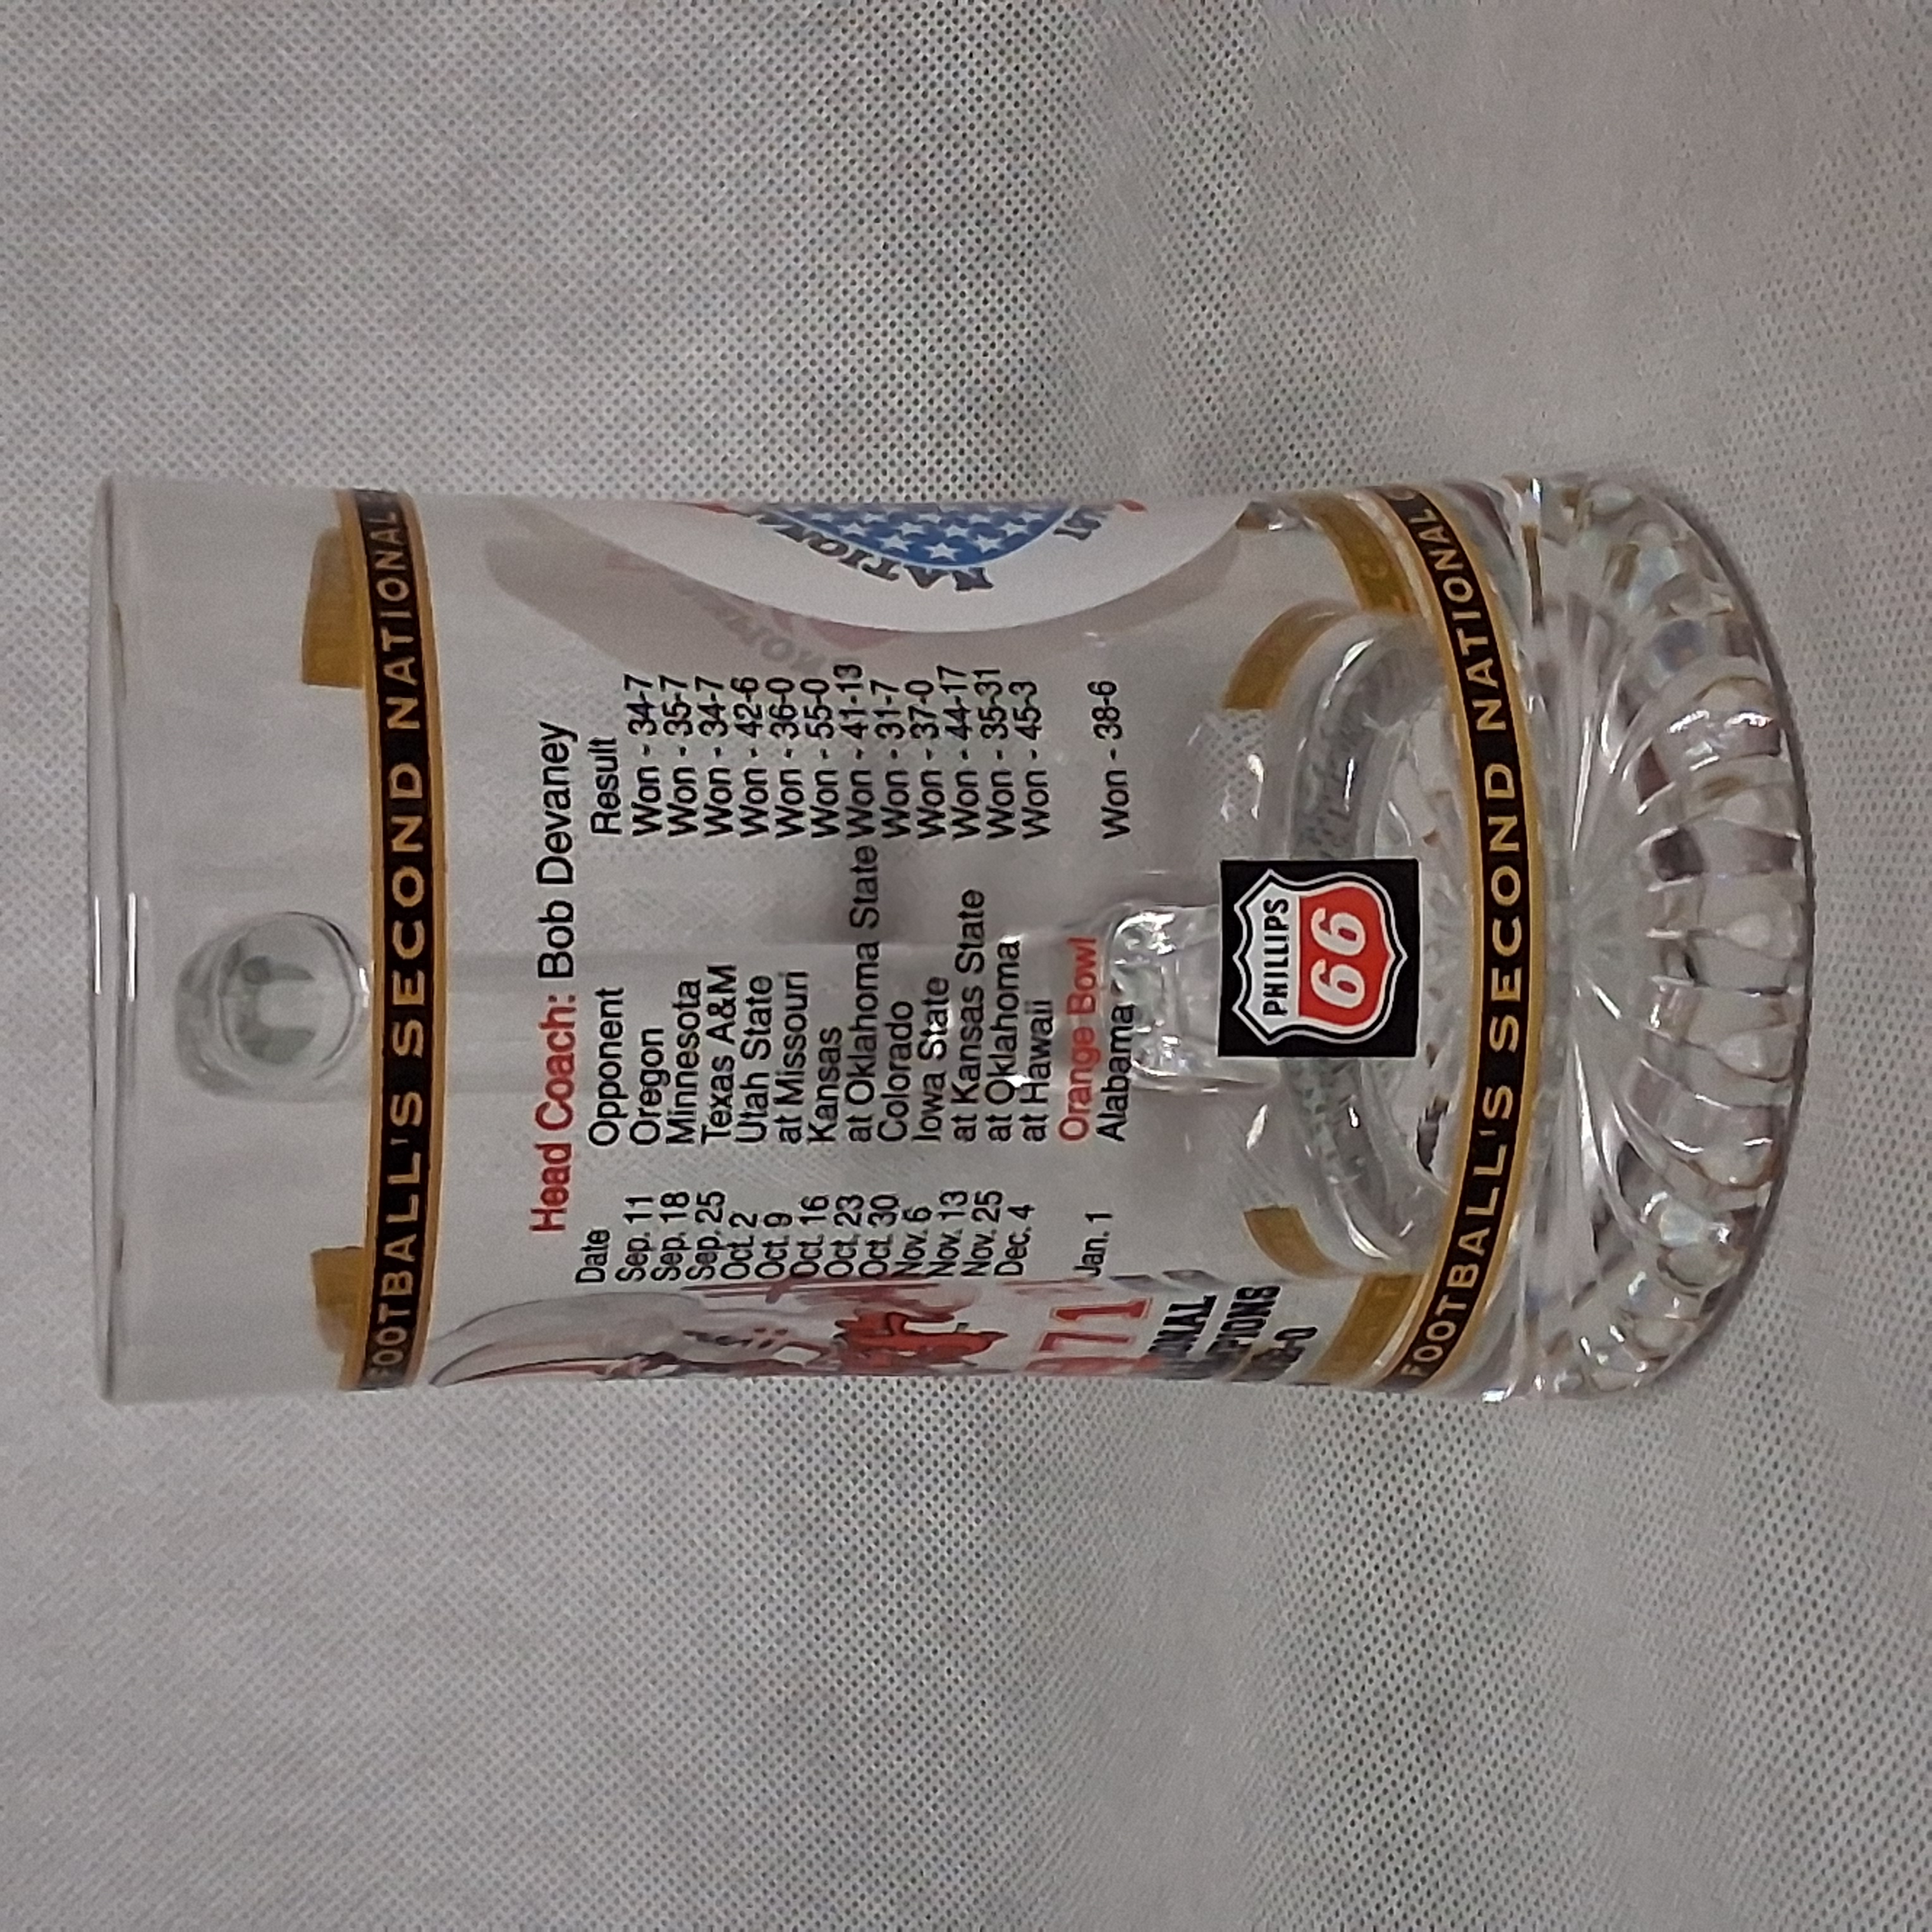 FOOTBALL'S SECOND NATIONAL
Head Coach: Bob Devaney
Date Opponent Result
Sep. 11 Oregon Won - 34-7
Sep. 18 Minnesota Won - 35-7
Sep. 25 Texas A&M Won - 34-7
Oct. 2 Utah State Won - 42-6
Oct. 9 at Missouri Won - 36-0
Oct. 16 Kansas Won - 55-0
Oct. 23 at Oklahoma State Won - 41-13
Oct. 30 Colorado Won - 31-7
Nov. 6 Iowa State Won - 37-0
Nov. 13 at Kansas State Won - 44-17
Nov. 25 at Oklahoma Won - 35-31
Dec. 4 at Hawaii Won - 45-3
Orange Bowl
Jan. 1 Alabama Won - 38-6
PHILLIPS
66
FOOTBALL'S SECOND NATIONAL